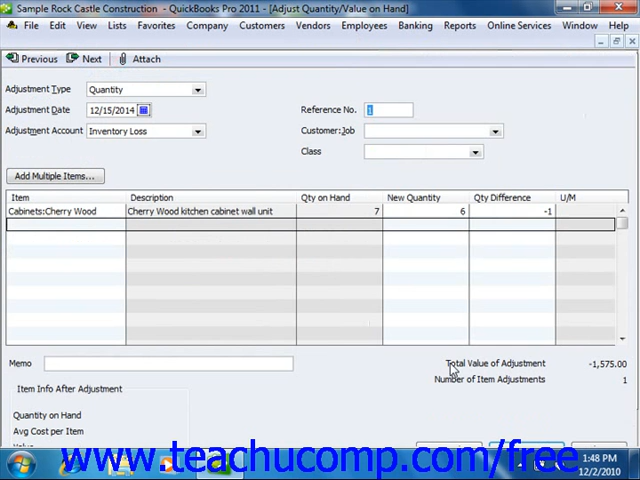 Sample Rock Castle Construction - QuickBooks Pro 2011 - [Adjust Quantity/Value on Hand]
File Edit View Lists Favorites Company Customers Vendors Employees Banking Reports Online Services Window Help
Previous Next Attach
Adjustment Type Quantity
Adjustment Date 12/15/2014 Reference No. 1
Adjustment Account Inventory Loss Customer:Job
Class
Add Multiple Items...
Item Description Qty on Hand New Quantity Qty Difference U/M
Cabinets:Cherry Wood Cherry Wood kitchen cabinet wall unit 7 6 -1
Memo Total Value of Adjustment -1,575.00
Number of Item Adjustments 1
Item Info After Adjustment
Quantity on Hand
Avg Cost per Item
Value
www.teachucomp.com/free
1:48 PM
12/2/2010